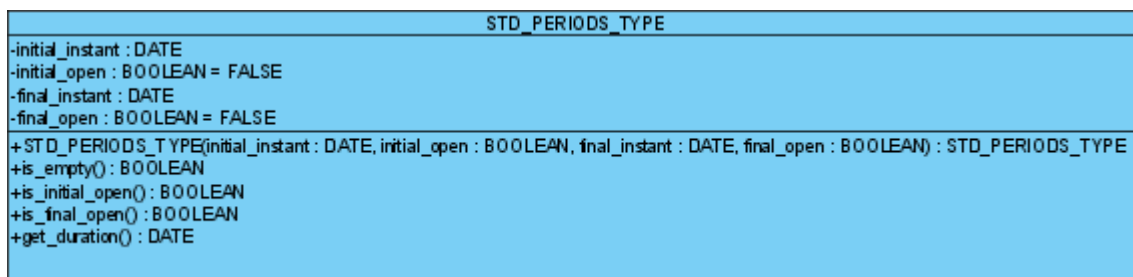 STD_PERIODS_TYPE
-initial_instant : DATE
-initial_open : BOOLEAN = FALSE
-final_instant : DATE
-final_open : BOOLEAN = FALSE
+STD_PERIODS_TYPE(initial_instant : DATE, initial_open : BOOLEAN, final_instant : DATE, final_open : BOOLEAN) : STD_PERIODS_TYPE
+is_empty() : BOOLEAN
+is_initial_open() : BOOLEAN
+is_final_open() : BOOLEAN
+get_duration() : DATE